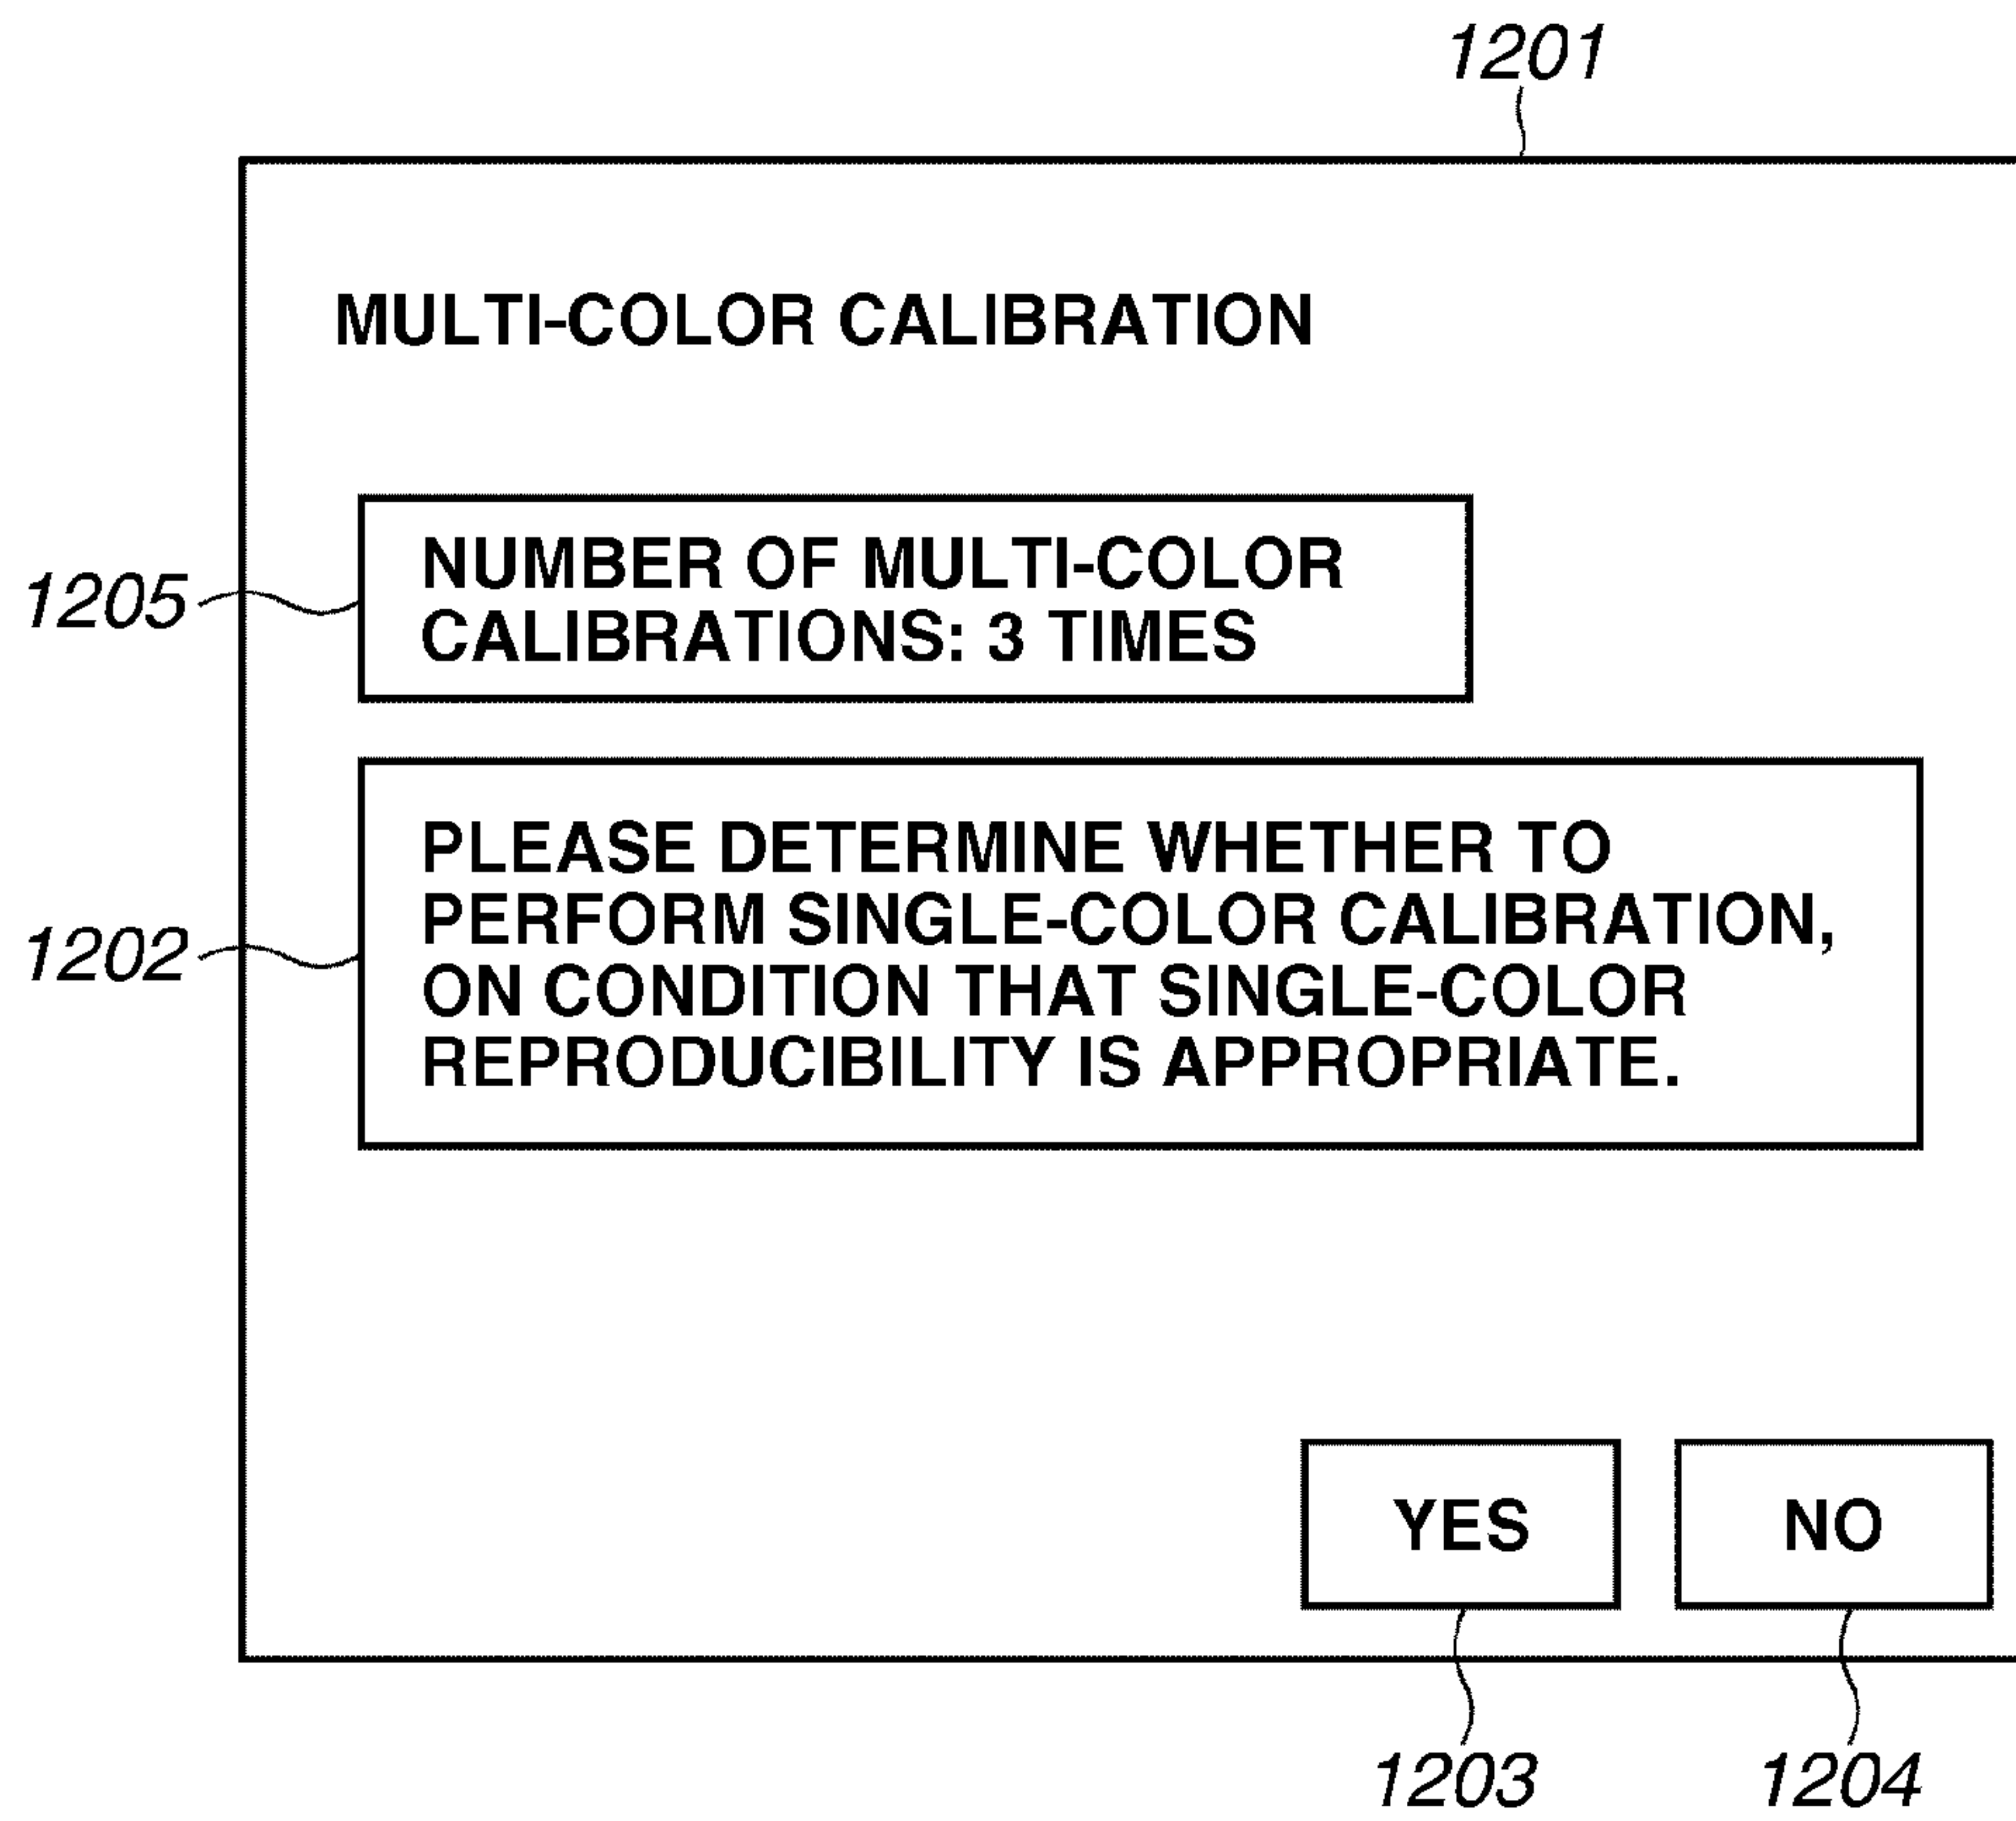 1201
MULTI-COLOR CALIBRATION
1205
NUMBER OF MULTI-COLOR
CALIBRATIONS: 3 TIMES
1202
PLEASE DETERMINE WHETHER TO
PERFORM SINGLE-COLOR CALIBRATION,
ON CONDITION THAT SINGLE-COLOR
REPRODUCIBILITY IS APPROPRIATE.
YES
NO
1203
1204